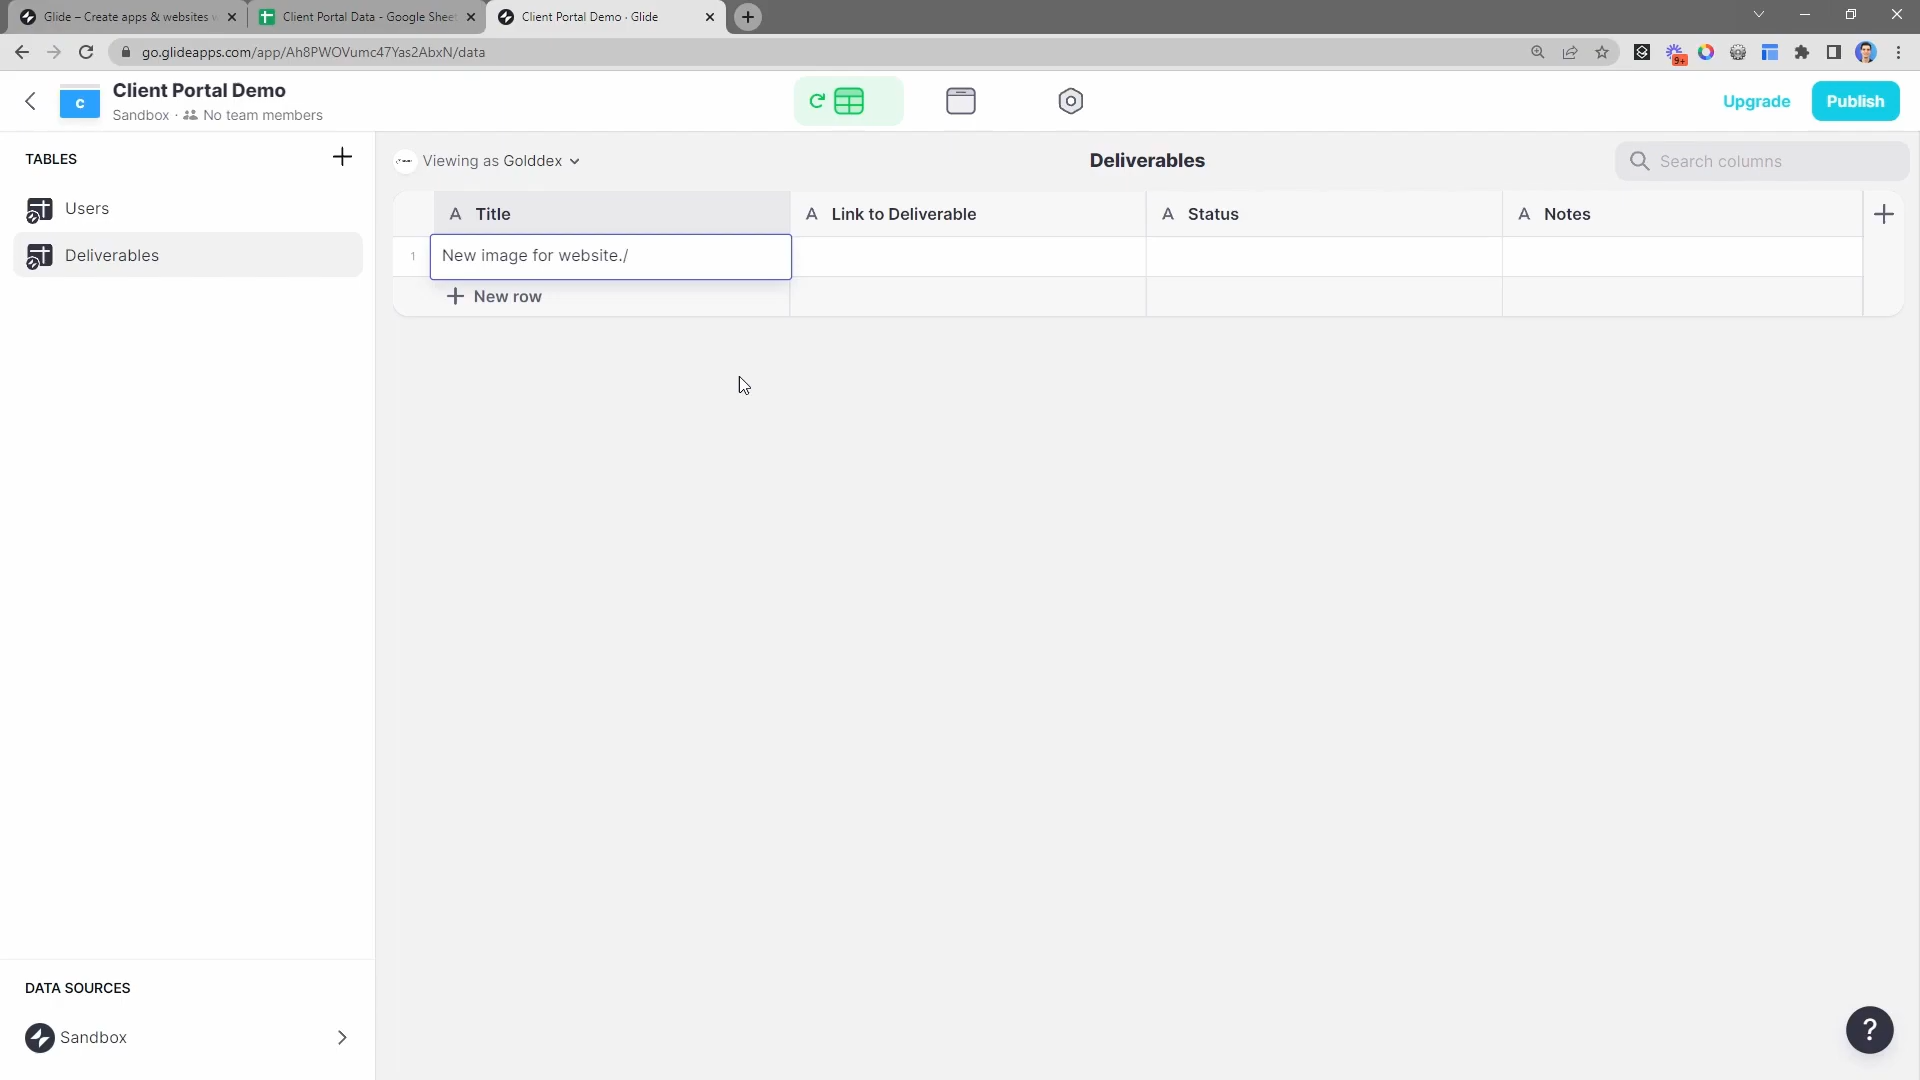 Glide – Create apps & websites w
Client Portal Data - Google Sheet
Client Portal Demo · Glide
go.glideapps.com/app/Ah8PWOVumc47Yas2AbxN/data
9+
C
Client Portal Demo
Sandbox · No team members
Upgrade
Publish
TABLES
Users
Deliverables
Viewing as Golddex
Deliverables
Search columns
A Title
A Link to Deliverable
A Status
A Notes
1
New image for website./
New row
DATA SOURCES
Sandbox
?